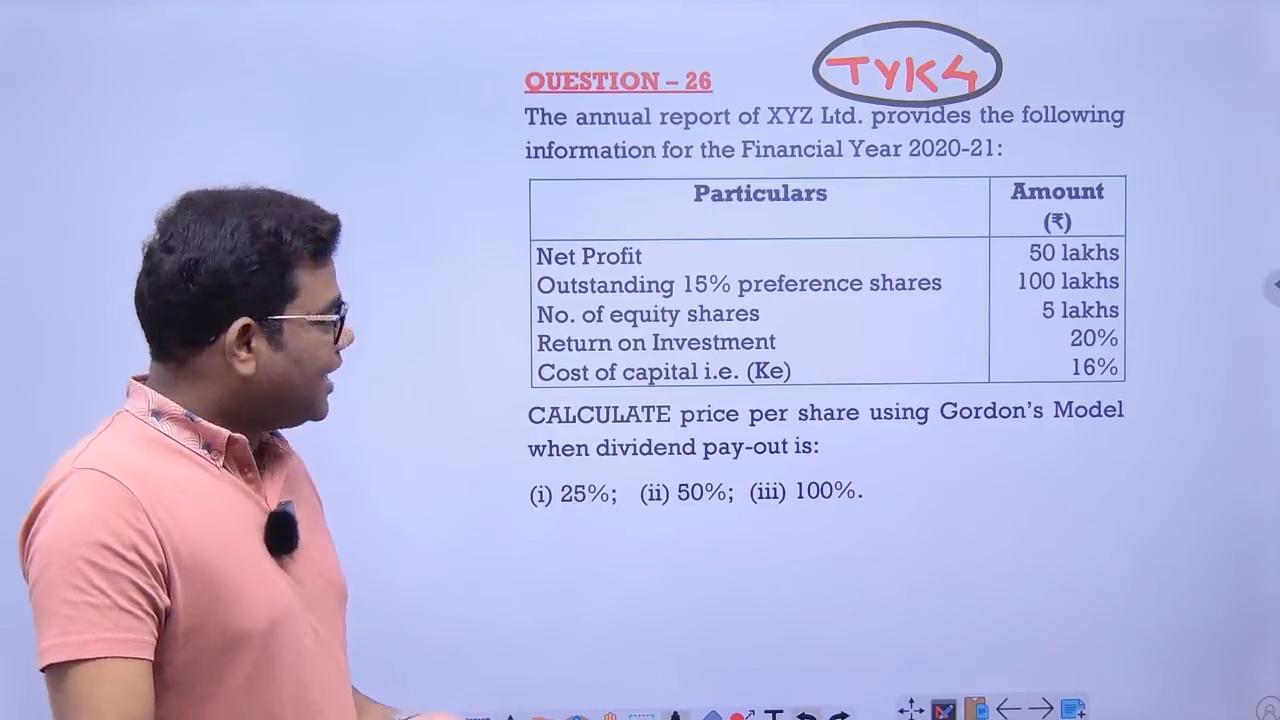 TYK4
QUESTION – 26
The annual report of XYZ Ltd. provides the following
information for the Financial Year 2020-21:
Particulars Amount
(₹)
Net Profit 50 lakhs
Outstanding 15% preference shares 100 lakhs
No. of equity shares 5 lakhs
Return on Investment 20%
Cost of capital i.e. (Ke) 16%
CALCULATE price per share using Gordon's Model
when dividend pay-out is:
(i) 25%; (ii) 50%; (iii) 100%.